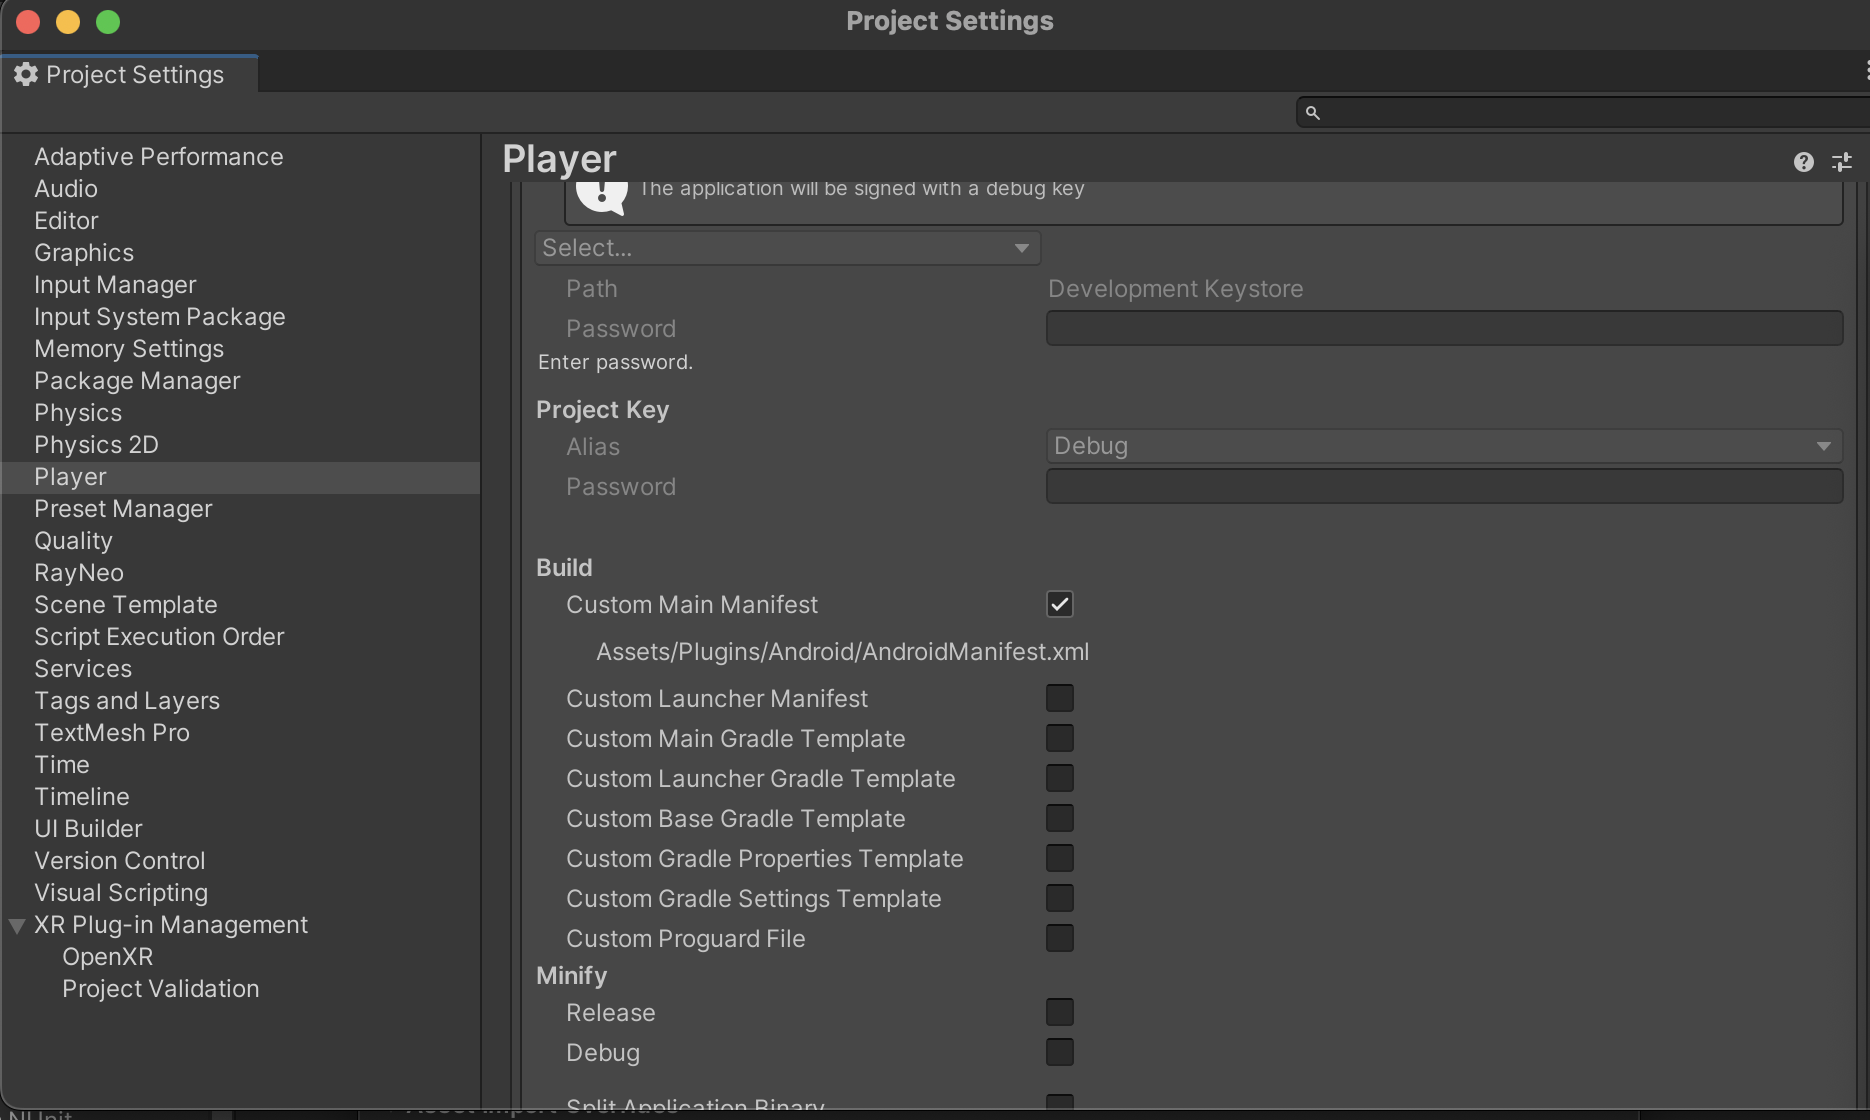 Project Settings
Project Settings
Adaptive Performance
Audio
Editor
Graphics
Input Manager
Input System Package
Memory Settings
Package Manager
Physics
Physics 2D
Player
Preset Manager
Quality
RayNeo
Scene Template
Script Execution Order
Services
Tags and Layers
TextMesh Pro
Time
Timeline
UI Builder
Version Control
Visual Scripting
XR Plug-in Management
OpenXR
Project Validation
Player
The application will be signed with a debug key
Select...
Path Development Keystore
Password
Enter password.
Project Key
Alias Debug
Password
Build
Custom Main Manifest
Assets/Plugins/Android/AndroidManifest.xml
Custom Launcher Manifest
Custom Main Gradle Template
Custom Launcher Gradle Template
Custom Base Gradle Template
Custom Gradle Properties Template
Custom Gradle Settings Template
Custom Proguard File
Minify
Release
Debug
Split Application Binary
NUnit